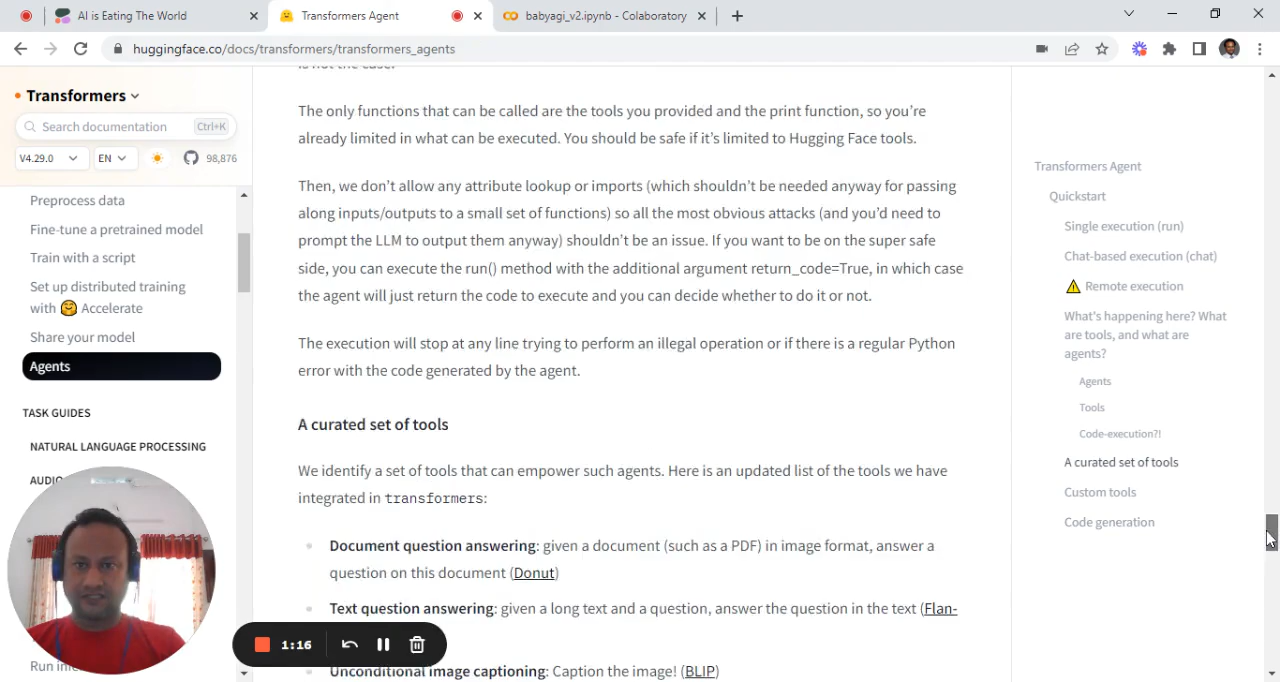 AI is Eating The World
Transformers Agent
babyagi_v2.ipynb - Colaboratory
huggingface.co/docs/transformers/transformers_agents
Transformers
Search documentation Ctrl+K
V4.29.0 EN 98,876
Preprocess data
Fine-tune a pretrained model
Train with a script
Set up distributed training
with 🤗 Accelerate
Share your model
Agents
TASK GUIDES
NATURAL LANGUAGE PROCESSING
AUDIO
Run
is not the case.
The only functions that can be called are the tools you provided and the print function, so you're
already limited in what can be executed. You should be safe if it's limited to Hugging Face tools.
Then, we don't allow any attribute lookup or imports (which shouldn't be needed anyway for passing
along inputs/outputs to a small set of functions) so all the most obvious attacks (and you'd need to
prompt the LLM to output them anyway) shouldn't be an issue. If you want to be on the super safe
side, you can execute the run() method with the additional argument return_code=True, in which case
the agent will just return the code to execute and you can decide whether to do it or not.
The execution will stop at any line trying to perform an illegal operation or if there is a regular Python
error with the code generated by the agent.
A curated set of tools
We identify a set of tools that can empower such agents. Here is an updated list of the tools we have
integrated in transformers:
Document question answering: given a document (such as a PDF) in image format, answer a
question on this document (Donut)
Text question answering: given a long text and a question, answer the question in the text (Flan-
Unconditional image captioning: Caption the image! (BLIP)
1:16
Transformers Agent
Quickstart
Single execution (run)
Chat-based execution (chat)
⚠️ Remote execution
What's happening here? What
are tools, and what are
agents?
Agents
Tools
Code-execution?!
A curated set of tools
Custom tools
Code generation